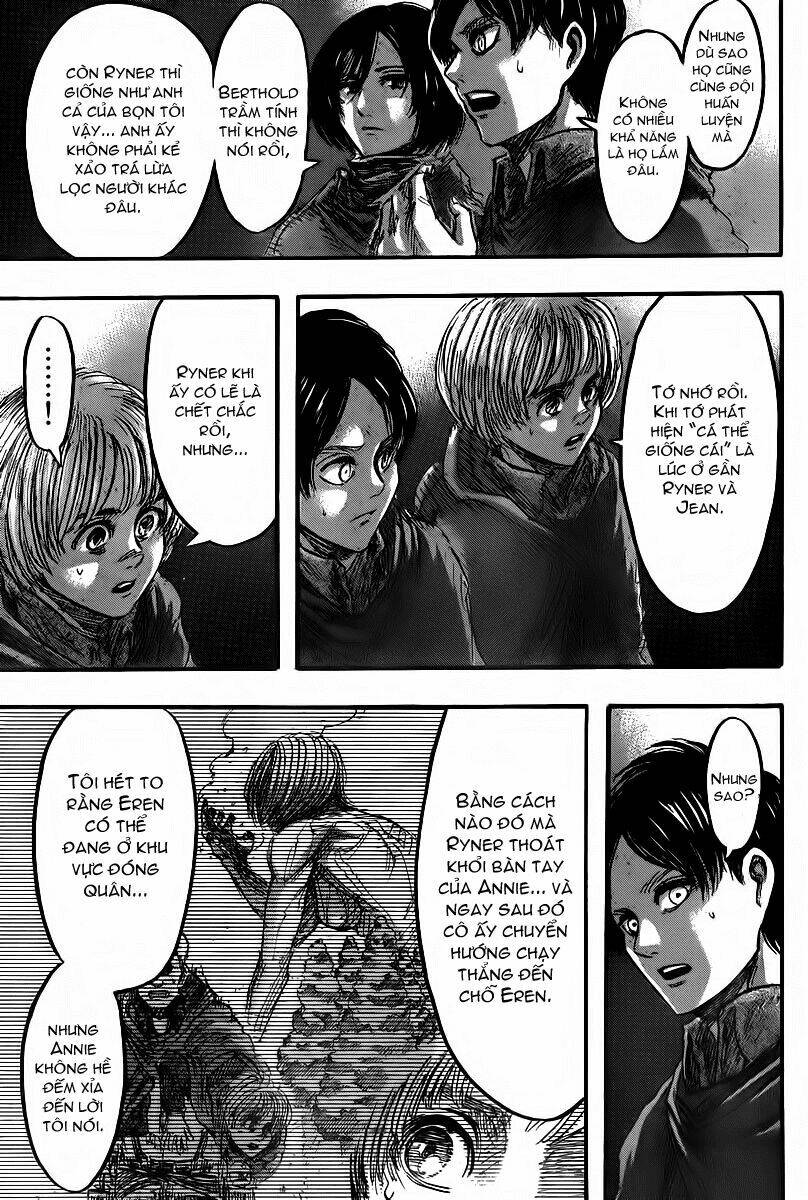 Nhưng
dù sao
họ cũng
cùng đội
huấn
luyện
mà
Không
có nhiều
khả năng
là họ lắm
đâu.
Berthold
trầm tính
thì không
nói rồi,
còn Ryner thì
giống như anh
cả của bọn tôi
vậy... anh ấy
không phải kẻ
xảo trá lừa
lọc người khác
đâu.
Tớ nhớ rồi.
Khi tớ phát
hiện "cá thể
giống cái" là
lúc ở gần
Ryner và
Jean.
Ryner khi
ấy có lẽ là
chết chắc
rồi,
nhưng...
........!
Nhưng
sao?
Bằng cách
nào đó mà
Ryner thoát
khỏi bàn tay
của Annie... và
ngay sau đó
cô ấy chuyển
hướng chạy
thẳng đến
chỗ Eren.
Tôi hét to
rằng Eren
có thể
đang ở khu
vực đóng
quân...
nhưng
Annie
không hề
đếm xỉa
đến lời
tôi nói.